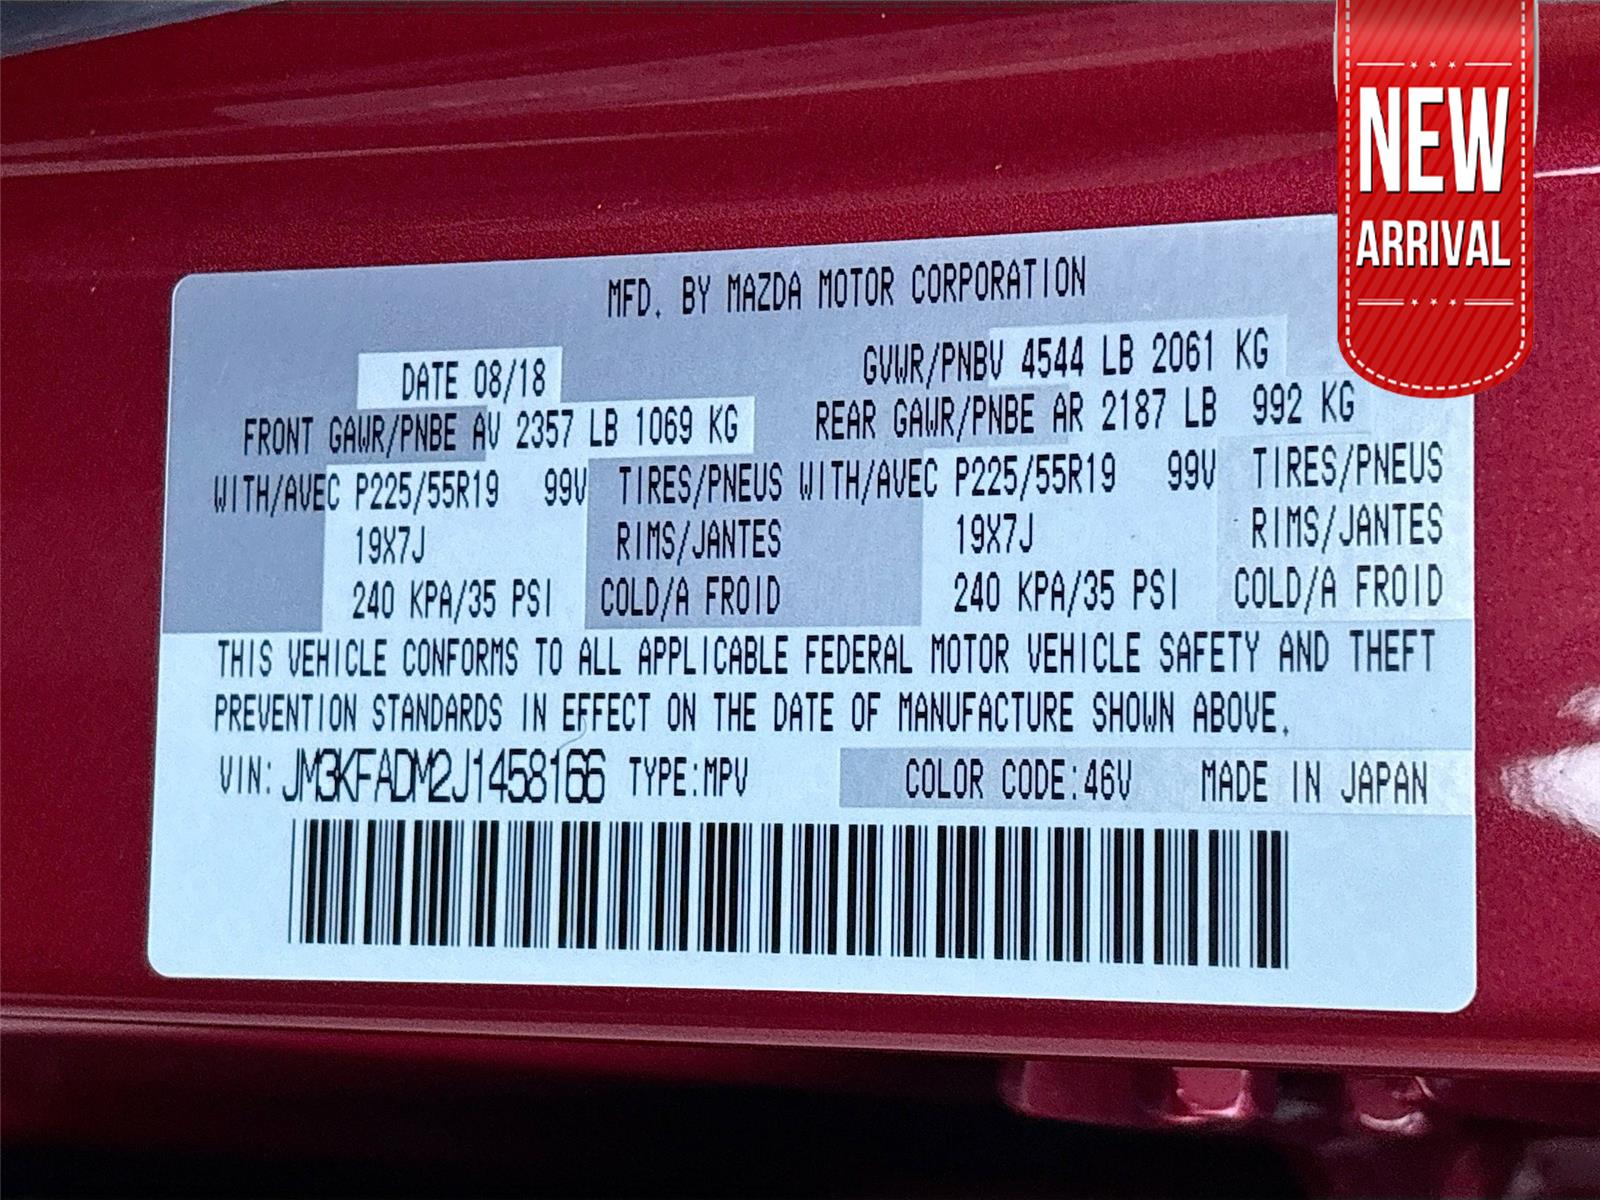 NEW
ARRIVAL
MFD. BY MAZDA MOTOR CORPORATION
DATE 08/18 GVWR/PNBV 4544 LB 2061 KG
FRONT GAWR/PNBE AV 2357 LB 1069 KG REAR GAWR/PNBE AR 2187 LB 992 KG
WITH/AVEC P225/55R19 99V TIRES/PNEUS WITH/AVEC P225/55R19 99V TIRES/PNEUS
19X7J RIMS/JANTES 19X7J RIMS/JANTES
240 KPA/35 PSI COLD/A FROID 240 KPA/35 PSI COLD/A FROID
THIS VEHICLE CONFORMS TO ALL APPLICABLE FEDERAL MOTOR VEHICLE SAFETY AND THEFT
PREVENTION STANDARDS IN EFFECT ON THE DATE OF MANUFACTURE SHOWN ABOVE.
VIN: JM3KFADM2J1458166 TYPE:MPV COLOR CODE:46V MADE IN JAPAN